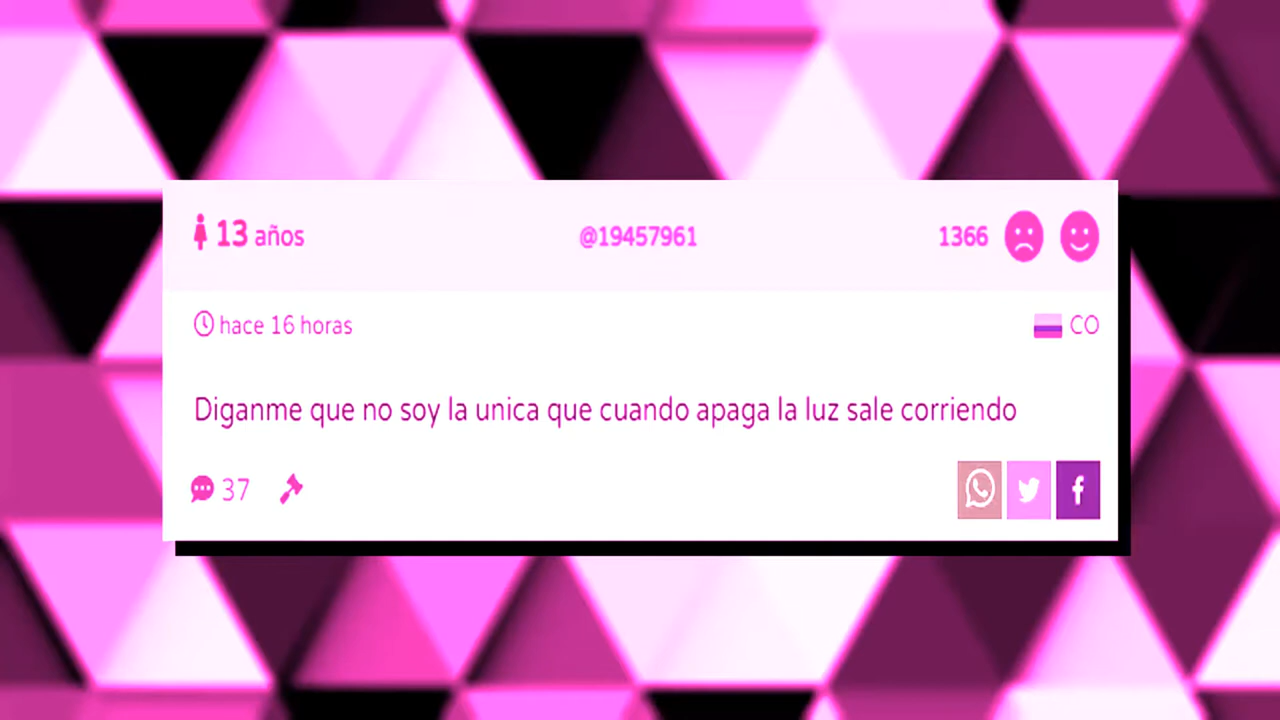 13 años @19457961 1366
hace 16 horas CO
Diganme que no soy la unica que cuando apaga la luz sale corriendo
37